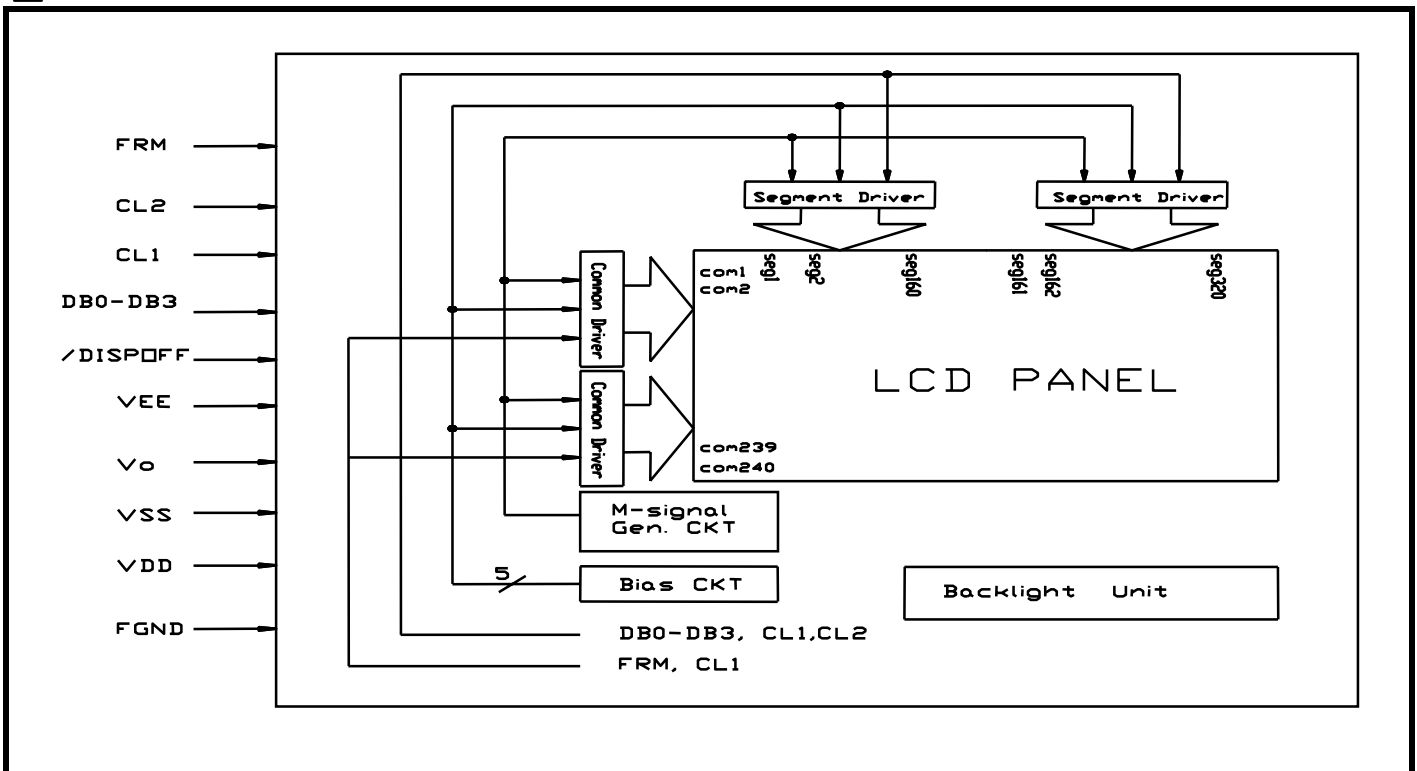 FRM
CL2
CL1
DB0-DB3
/DISPOFF
VEE
Vo
VSS
VDD
FGND
Segment Driver
Segment Driver
seg1
seg2
seg160
seg161
seg162
seg320
Common Driver
com1
com2
LCD PANEL
Common Driver
com239
com240
M-signal
Gen. CKT
5
Bias CKT
Backlight Unit
DB0-DB3, CL1,CL2
FRM, CL1